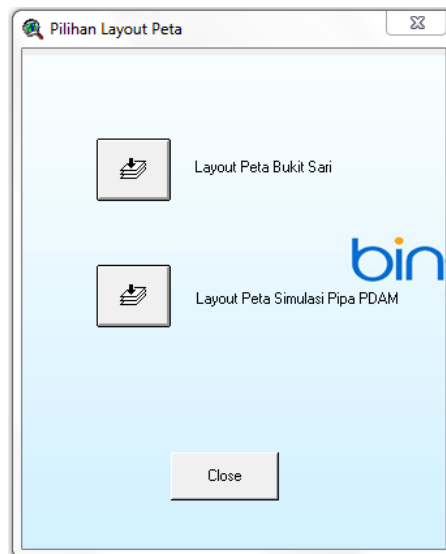 Pilihan Layout Peta
Layout Peta Bukit Sari
bin
Layout Peta Simulasi Pipa PDAM
Close